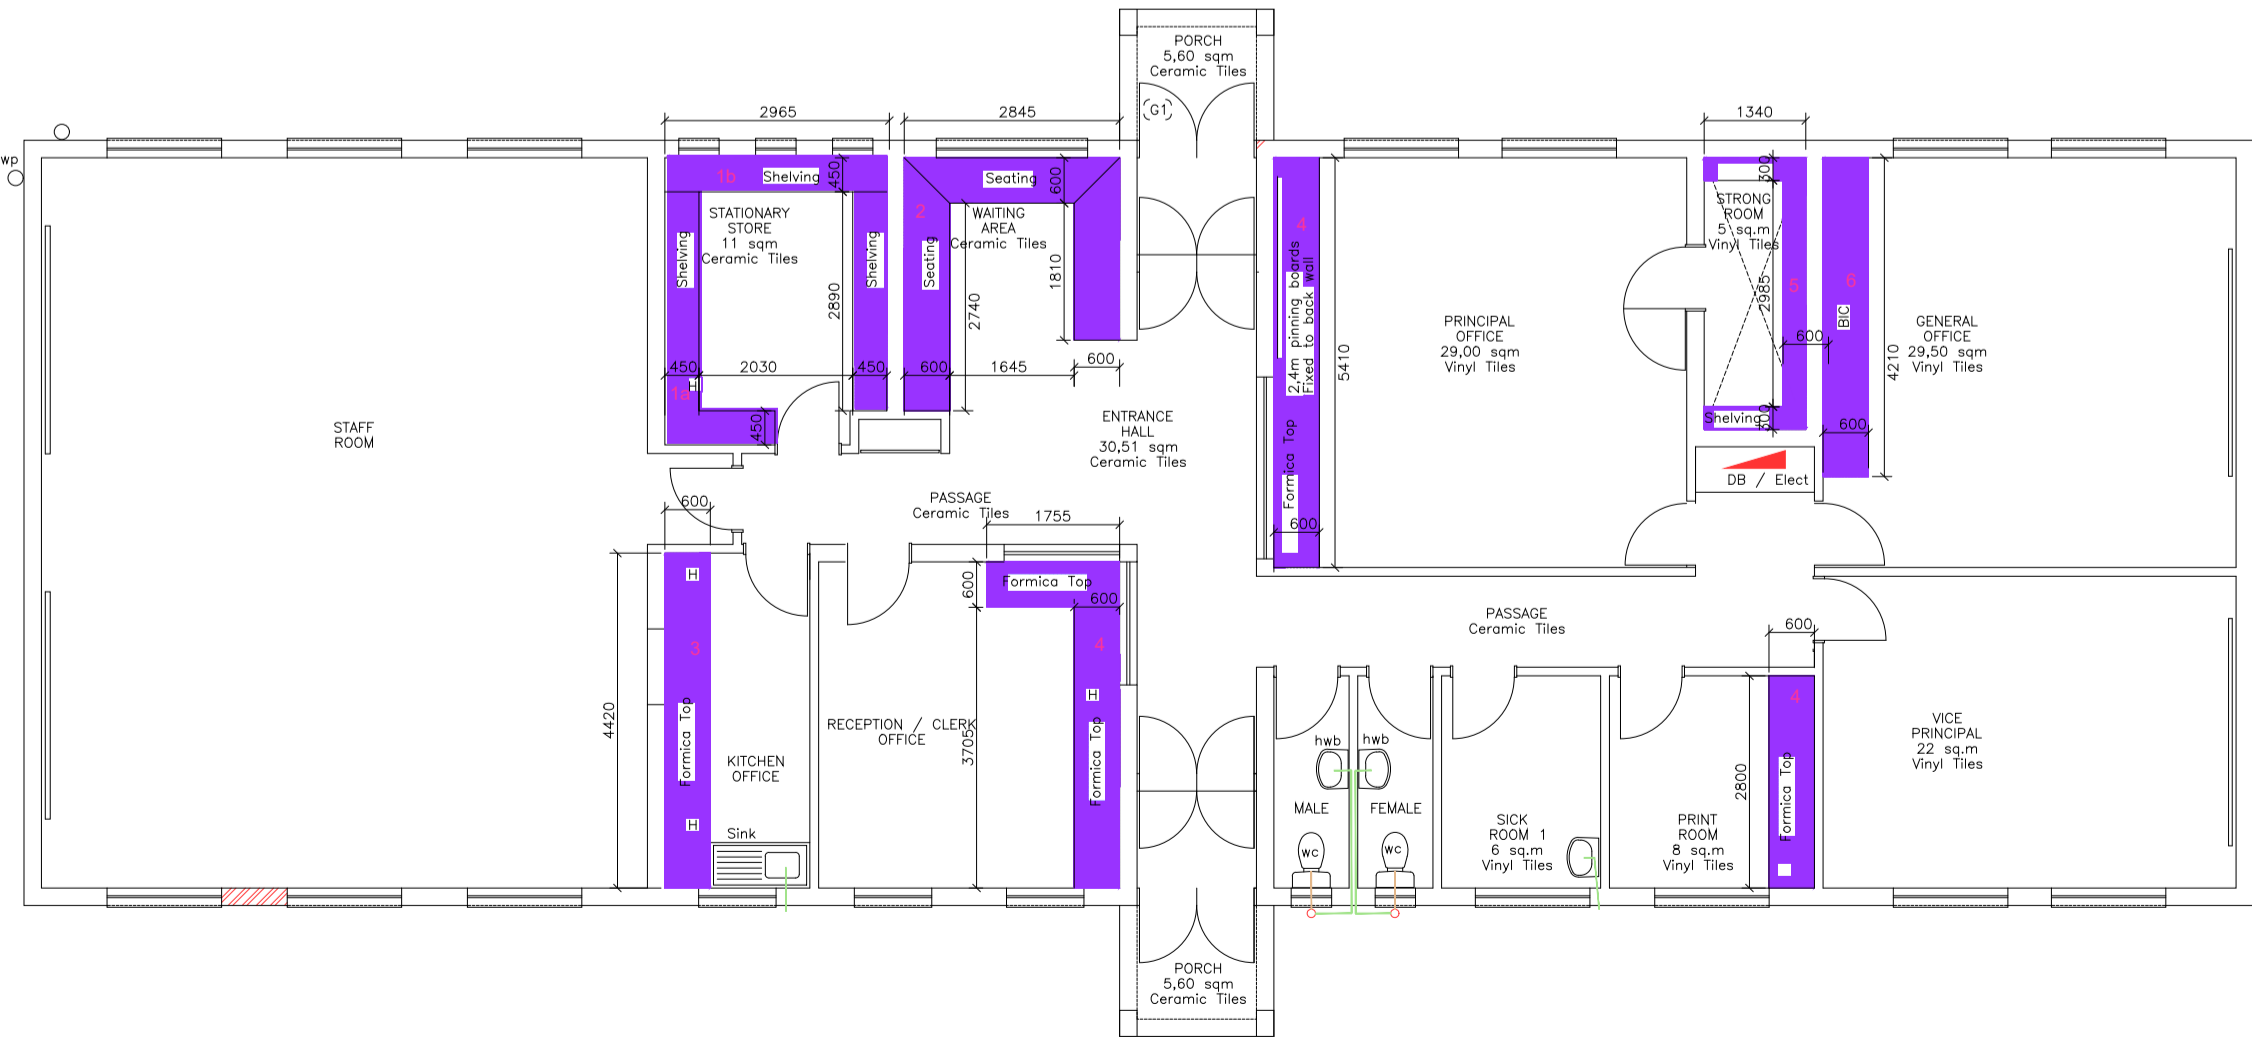 PORCH
5,60 sqm
Ceramic Tiles
(G1)
2965
2845
1340
wp
1b
Shelving
450
Seating
600
300
STATIONARY
STORE
11 sqm
Ceramic Tiles
2
WAITING
AREA
Ceramic Tiles
4
STRONG
ROOM
5 sq.m
Vinyl Tiles
Shelving
Shelving
Seating
2,4m pinning boards
Fixed to back wall
1810
2890
2740
2985
5
6
BIC
600
PRINCIPAL
OFFICE
29,00 sqm
Vinyl Tiles
GENERAL
OFFICE
29,50 sqm
Vinyl Tiles
5410
4210
450
2030
450
600
1645
600
H
1a
450
STAFF
ROOM
ENTRANCE
HALL
30,51 sqm
Ceramic Tiles
Formica Top
Shelving
300
600
DB / Elect
600
PASSAGE
Ceramic Tiles
1755
600
H
600
Formica Top
600
3
4
PASSAGE
Ceramic Tiles
600
4420
Formica Top
H
RECEPTION / CLERK
OFFICE
3705
Formica Top
4
VICE
PRINCIPAL
22 sq.m
Vinyl Tiles
KITCHEN
OFFICE
hwb
hwb
2800
Formica Top
H
Sink
MALE
FEMALE
SICK
ROOM 1
6 sq.m
Vinyl Tiles
PRINT
ROOM
8 sq.m
Vinyl Tiles
wc
wc
PORCH
5,60 sqm
Ceramic Tiles